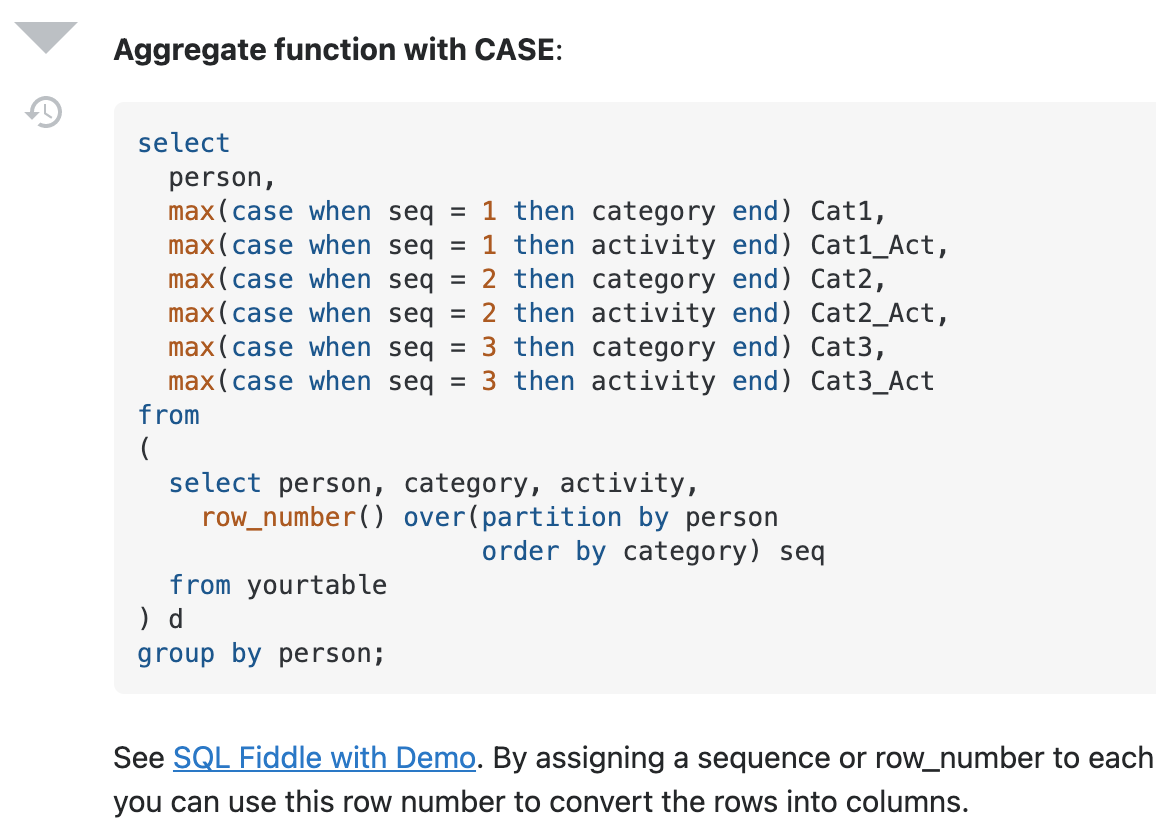 Aggregate function with CASE:
select
  person,
  max(case when seq = 1 then category end) Cat1,
  max(case when seq = 1 then activity end) Cat1_Act,
  max(case when seq = 2 then category end) Cat2,
  max(case when seq = 2 then activity end) Cat2_Act,
  max(case when seq = 3 then category end) Cat3,
  max(case when seq = 3 then activity end) Cat3_Act
from
(
  select person, category, activity,
    row_number() over(partition by person
                      order by category) seq
  from yourtable
) d
group by person;
See SQL Fiddle with Demo. By assigning a sequence or row_number to each
you can use this row number to convert the rows into columns.